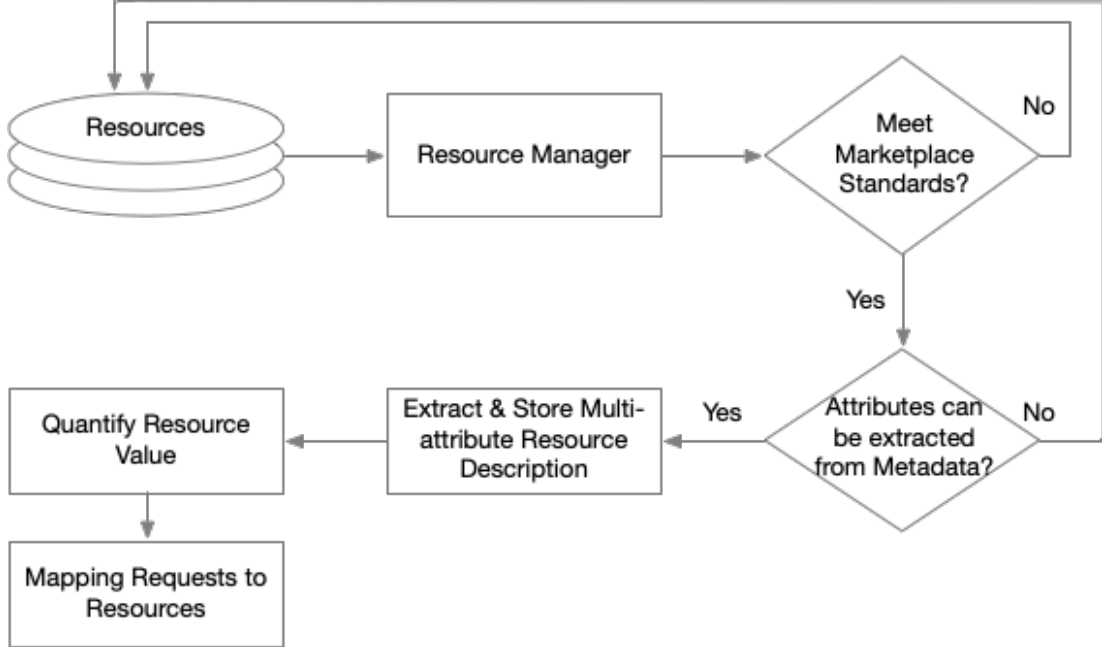 Resources
Resource Manager
Meet
Marketplace
Standards?
No
Yes
Attributes can
be extracted
from Metadata?
No
Yes
Extract & Store Multi-
attribute Resource
Description
Quantify Resource
Value
Mapping Requests to
Resources